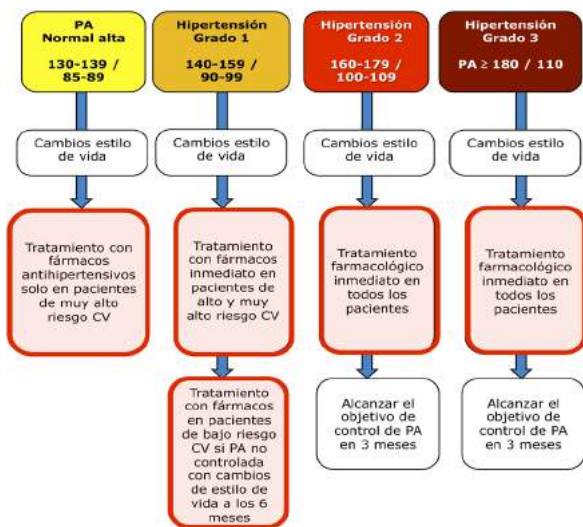 PA
Normal alta
130-139 /
85-89
Hipertensión
Grado 1
140-159 /
90-99
Hipertensión
Grado 2
160-179 /
100-109
Hipertensión
Grado 3
PA ≥ 180 / 110
Cambios estilo
de vida
Cambios estilo
de vida
Cambios estilo
de vida
Cambios estilo
de vida
Tratamiento con
fármacos
antihipertensivos
solo en pacientes
de muy alto
riesgo CV
Tratamiento
con fármacos
inmediato en
pacientes de
alto y muy
alto riesgo CV
Tratamiento
farmacológico
inmediato en
todos los
pacientes
Tratamiento
farmacológico
inmediato en
todos los
pacientes
Tratamiento
con fármacos
en pacientes
de bajo riesgo
CV si PA no
controlada
con cambios
de estilo de
vida a los 6
meses
Alcanzar el
objetivo de
control de PA
en 3 meses
Alcanzar el
objetivo de
control de PA
en 3 meses